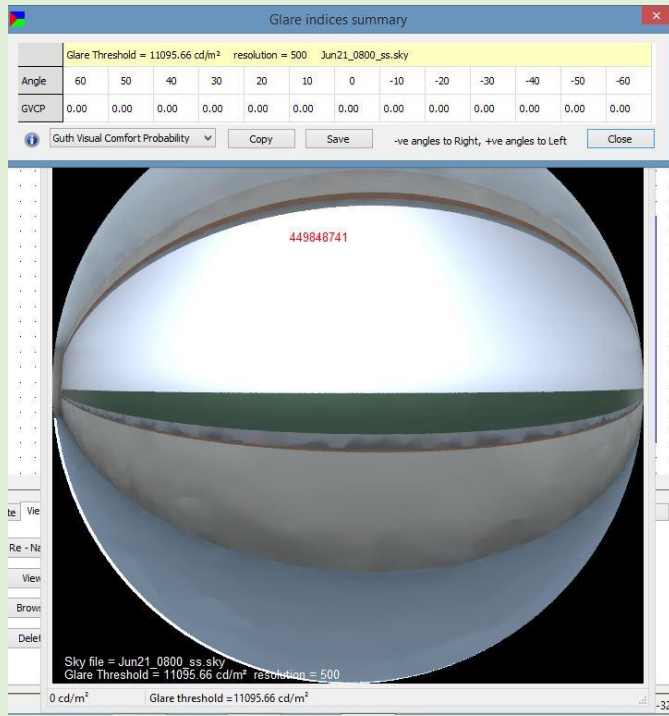 Glare indices summary
Glare Threshold = 11095.66 cd/m² resolution = 500 Jun21_0800_ss.sky
Angle 60 50 40 30 20 10 0 -10 -20 -30 -40 -50 -60
GVCP 0.00 0.00 0.00 0.00 0.00 0.00 0.00 0.00 0.00 0.00 0.00 0.00 0.00
Guth Visual Comfort Probability Copy Save -ve angles to Right, +ve angles to Left Close
449848741
te Vie
Re - Na
View
Brows
Delet
Sky file = Jun21_0800_ss.sky
Glare Threshold = 11095.66 cd/m² resolution = 500
0 cd/m² Glare threshold =11095.66 cd/m²
-32